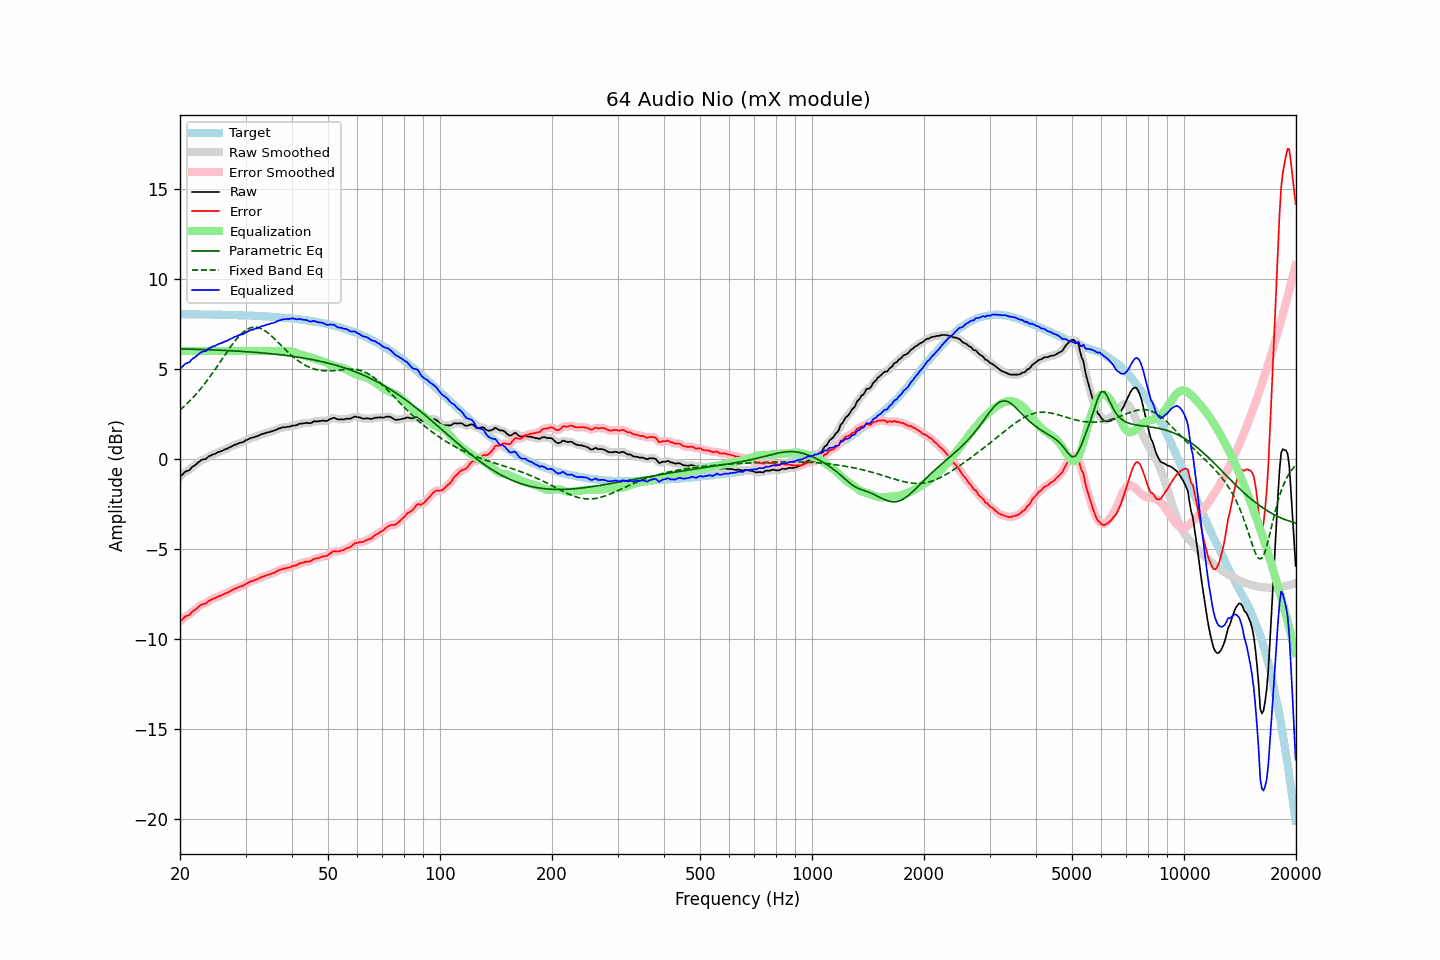 64 Audio Nio (mX module)
Target
Raw Smoothed
Error Smoothed
Raw
Error
Equalization
Parametric Eq
Fixed Band Eq
Equalized
Amplitude (dBr)
15
10
5
0
−5
−10
−15
−20
20 50 100 200 500 1000 2000 5000 10000 20000
Frequency (Hz)